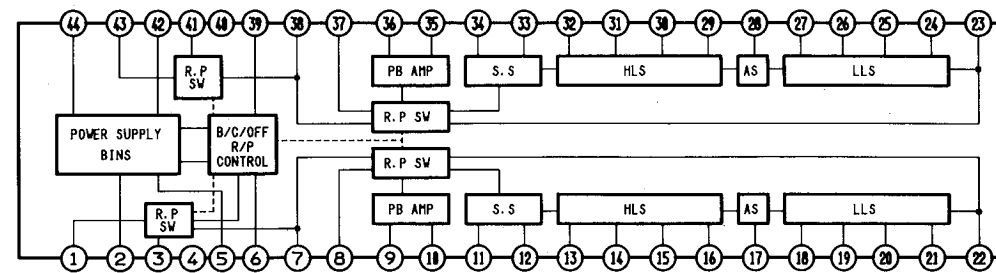 44 43 42 41 40 39 38 37 36 35 34 33 32 31 30 29 28 27 26 25 24 23
R.P SW
PB AMP
S.S
HLS
AS
LLS
R.P SW
POWER SUPPLY BINS
B/C/OFF R/P CONTROL
R.P SW
R.P SW
PB AMP
S.S
HLS
AS
LLS
1 2 3 4 5 6 7 8 9 10 11 12 13 14 15 16 17 18 19 20 21 22